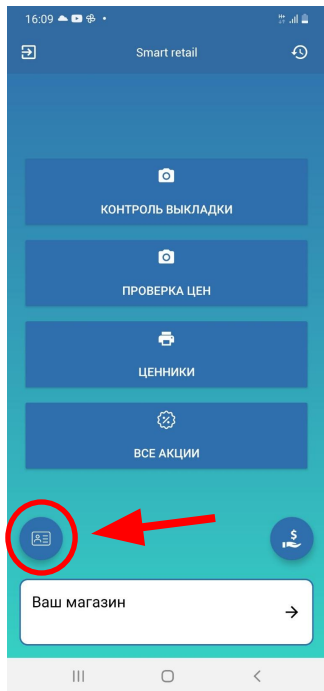 16:09
Smart retail
КОНТРОЛЬ ВЫКЛАДКИ
ПРОВЕРКА ЦЕН
ЦЕННИКИ
ВСЕ АКЦИИ
Ваш магазин